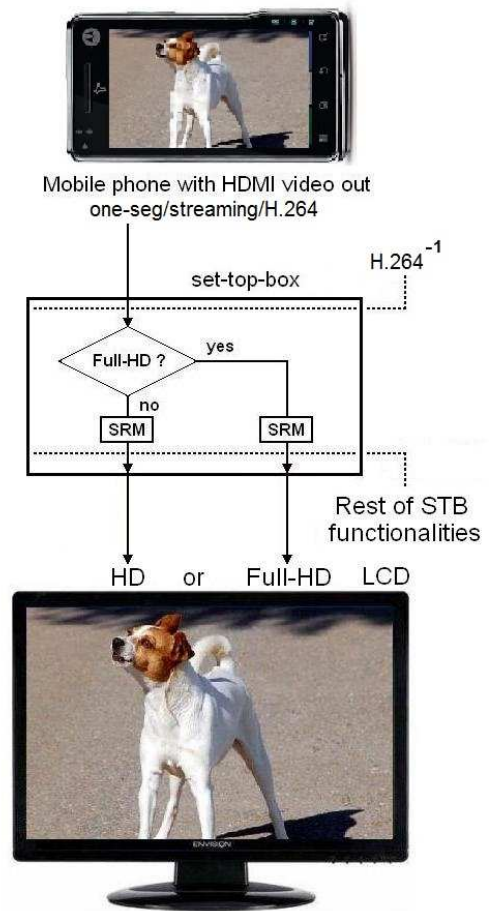 Mobile phone with HDMI video out
one-seg/streaming/H.264
H.264⁻¹
set-top-box
Full-HD ?
yes
no
SRM
SRM
Rest of STB
functionalities
HD or Full-HD LCD
ENVISION